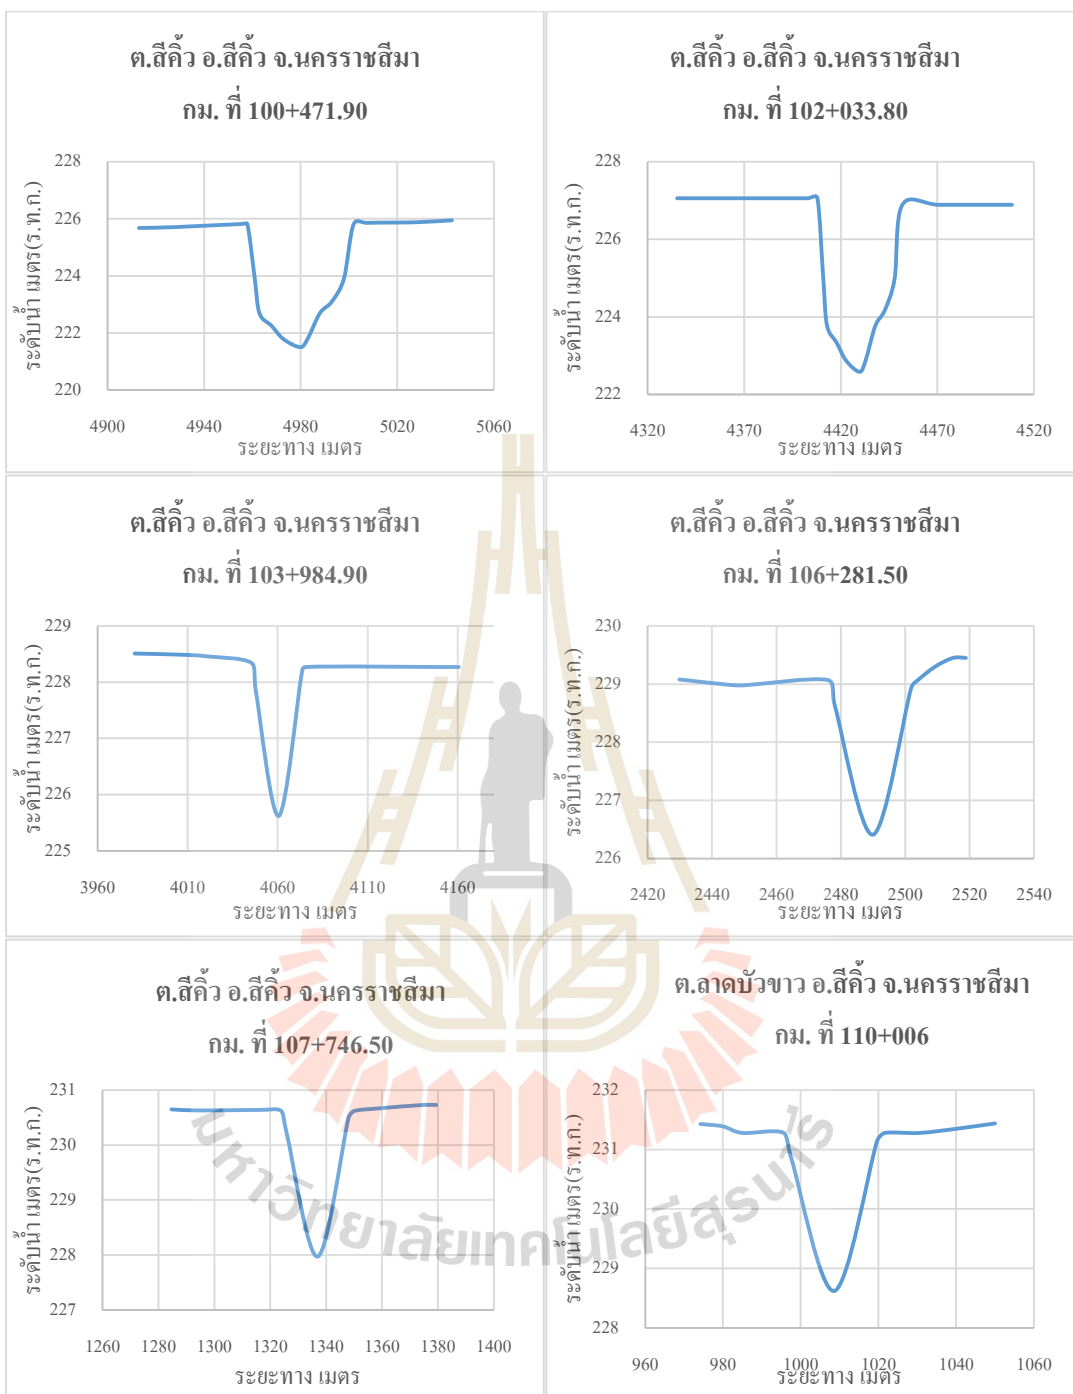 ต.สีคิ้ว อ.สีคิ้ว จ.นครราชสีมา
กม. ที่ 100+471.90
ระดับน้ำ เมตร(ร.ท.ก.)
228
226
224
222
220
4900 4940 4980 5020 5060
ระยะทาง เมตร
ต.สีคิ้ว อ.สีคิ้ว จ.นครราชสีมา
กม. ที่ 102+033.80
ระดับน้ำ เมตร(ร.ท.ก.)
228
226
224
222
4320 4370 4420 4470 4520
ระยะทาง เมตร
ต.สีคิ้ว อ.สีคิ้ว จ.นครราชสีมา
กม. ที่ 103+984.90
ระดับน้ำ เมตร(ร.ท.ก.)
229
228
227
226
225
3960 4010 4060 4110 4160
ระยะทาง เมตร
ต.สีคิ้ว อ.สีคิ้ว จ.นครราชสีมา
กม. ที่ 106+281.50
ระดับน้ำ เมตร(ร.ท.ก.)
230
229
228
227
226
2420 2440 2460 2480 2500 2520 2540
ระยะทาง เมตร
ต.สีคิ้ว อ.สีคิ้ว จ.นครราชสีมา
กม. ที่ 107+746.50
ระดับน้ำ เมตร(ร.ท.ก.)
231
230
229
228
227
1260 1280 1300 1320 1340 1360 1380 1400
ระยะทาง เมตร
ต.ลาดบัวขาว อ.สีคิ้ว จ.นครราชสีมา
กม. ที่ 110+006
ระดับน้ำ เมตร(ร.ท.ก.)
232
231
230
229
228
960 980 1000 1020 1040 1060
ระยะทาง เมตร
มหาวิทยาลัยเทคโนโลยีสุรนารี